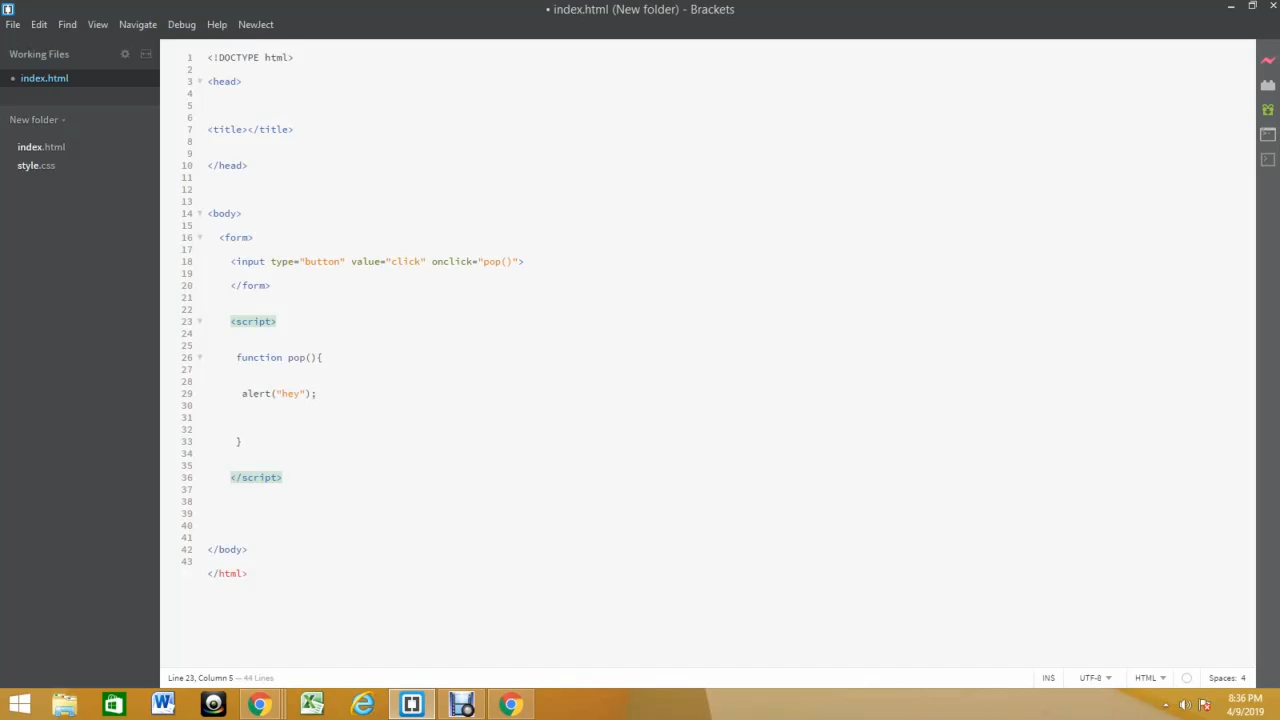 • index.html (New folder) - Brackets
File Edit Find View Navigate Debug Help NewJect
Working Files
• index.html
New folder
index.html
style.css
1 <!DOCTYPE html>
2
3 <head>
4
5
6
7 <title></title>
8
9
10 </head>
11
12
13
14 <body>
15
16 <form>
17
18 <input type="button" value="click" onclick="pop()">
19
20 </form>
21
22
23 <script>
24
25
26 function pop(){
27
28
29 alert("hey");
30
31
32
33 }
34
35
36 </script>
37
38
39
40
41
42 </body>
43
</html>
Line 23, Column 5 — 44 Lines
INS UTF-8 HTML Spaces: 4
8:36 PM
4/9/2019